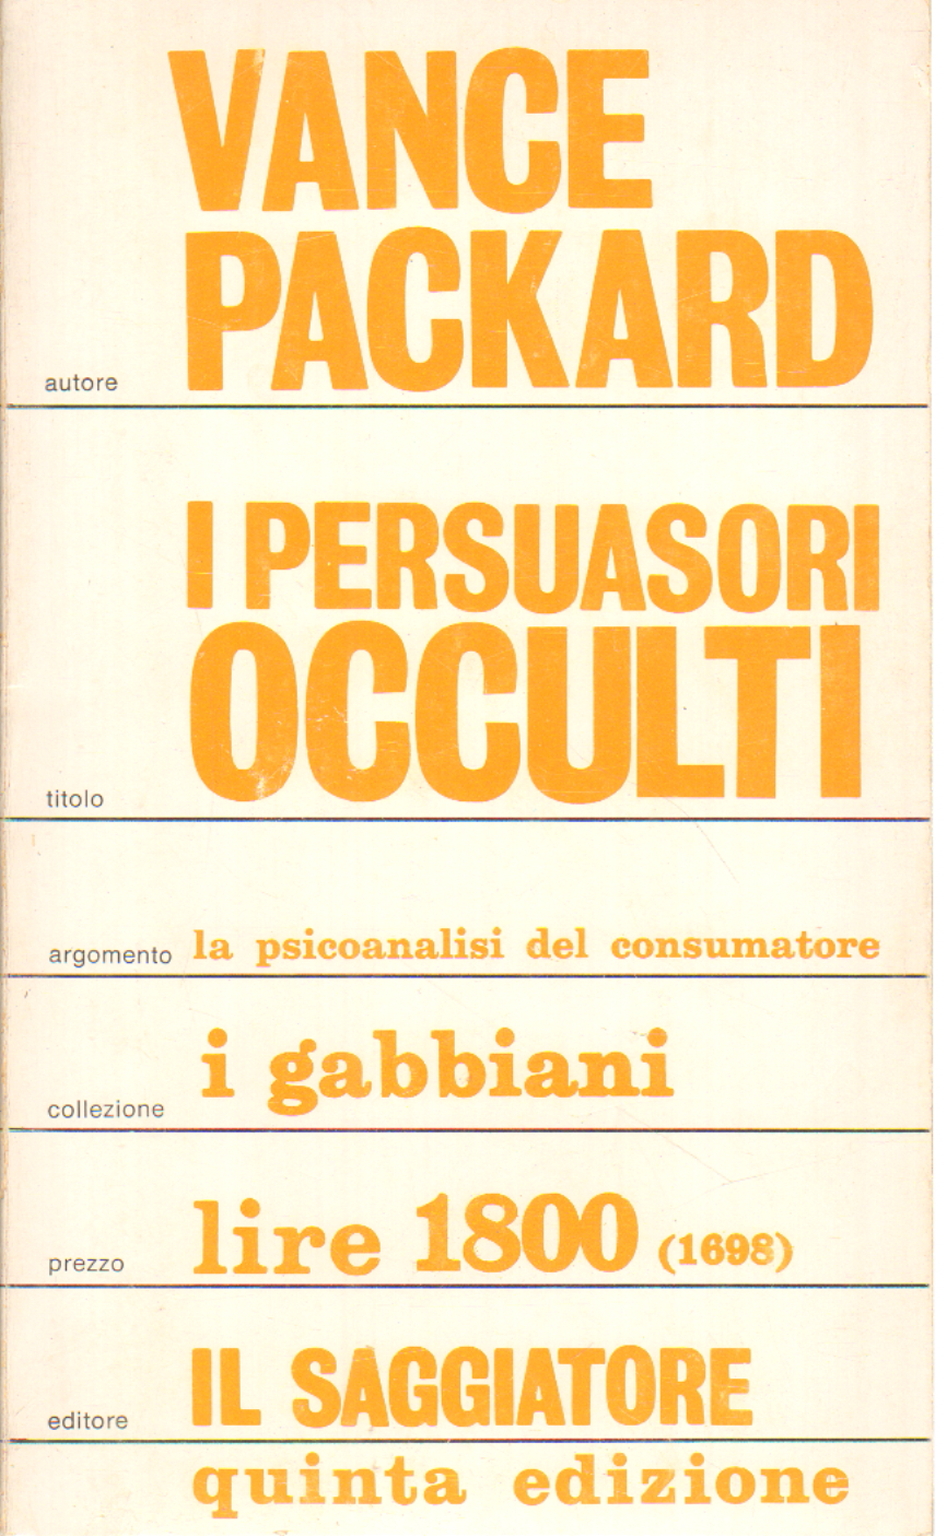 VANCE
PACKARD
autore
I PERSUASORI
OCCULTI
titolo
argomento la psicoanalisi del consumatore
i gabbiani
collezione
prezzo lire 1800 (1698)
IL SAGGIATORE
editore
quinta edizione